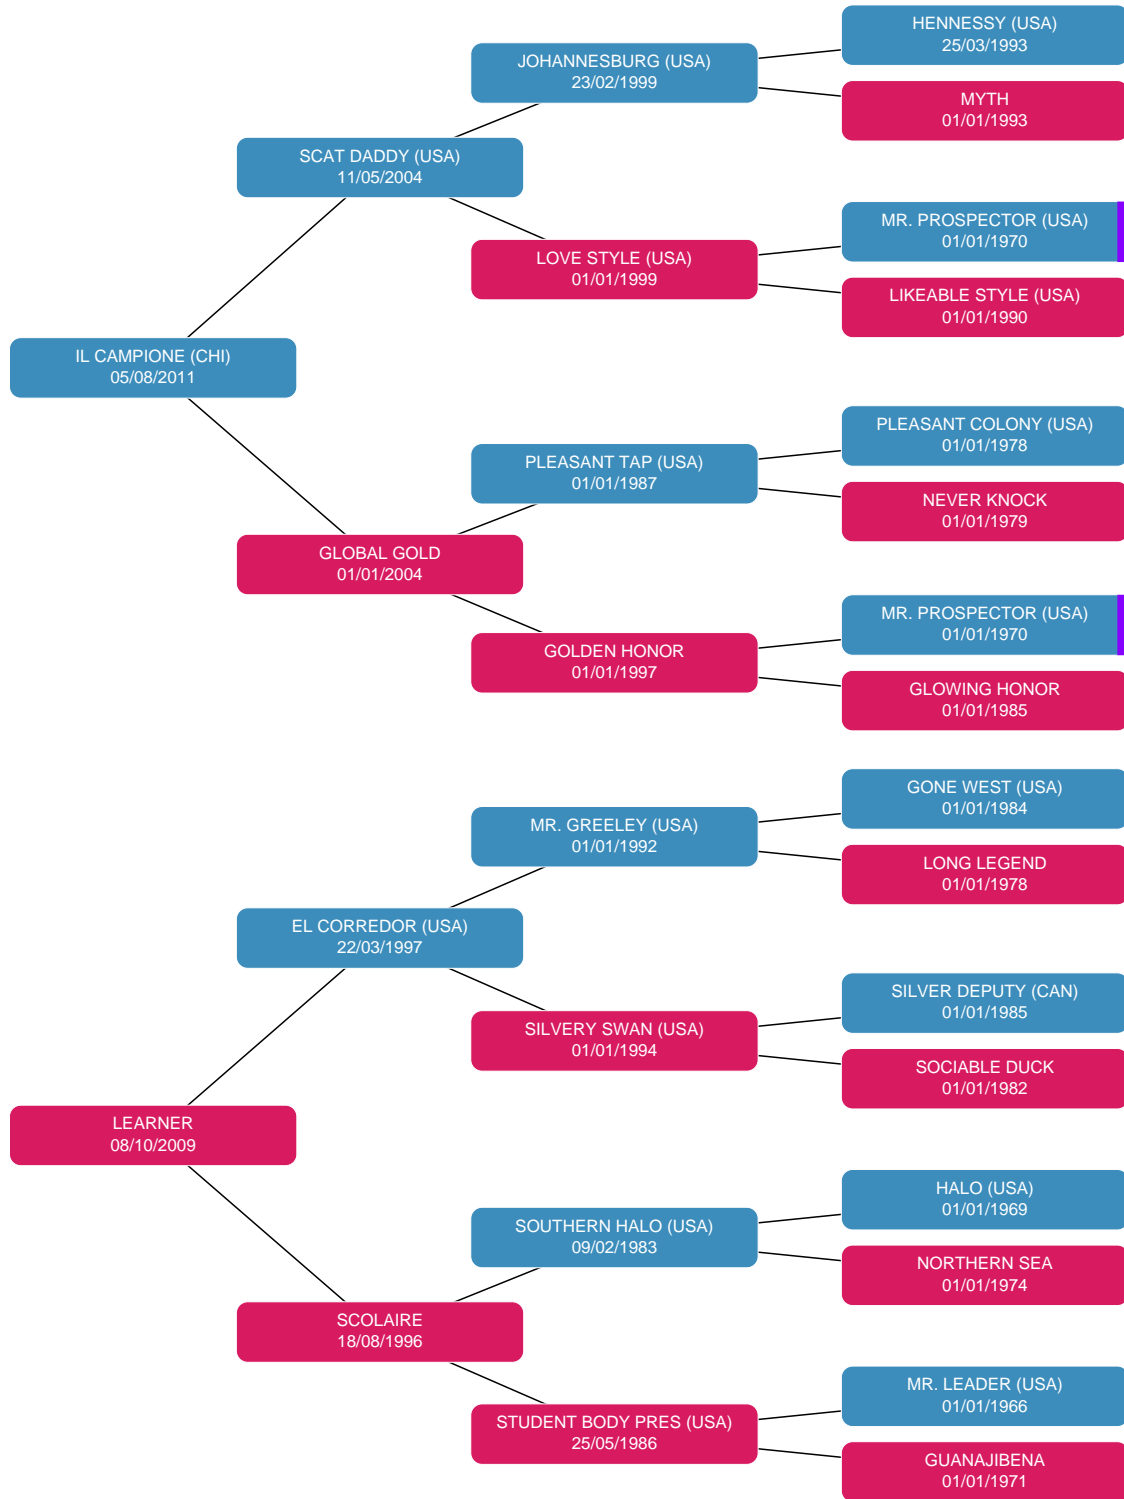 HENNESSY (USA)
25/03/1993
JOHANNESBURG (USA)
23/02/1999
MYTH
01/01/1993
SCAT DADDY (USA)
11/05/2004
MR. PROSPECTOR (USA)
01/01/1970
LOVE STYLE (USA)
01/01/1999
LIKEABLE STYLE (USA)
01/01/1990
IL CAMPIONE (CHI)
05/08/2011
PLEASANT COLONY (USA)
01/01/1978
PLEASANT TAP (USA)
01/01/1987
NEVER KNOCK
01/01/1979
GLOBAL GOLD
01/01/2004
MR. PROSPECTOR (USA)
01/01/1970
GOLDEN HONOR
01/01/1997
GLOWING HONOR
01/01/1985
GONE WEST (USA)
01/01/1984
MR. GREELEY (USA)
01/01/1992
LONG LEGEND
01/01/1978
EL CORREDOR (USA)
22/03/1997
SILVER DEPUTY (CAN)
01/01/1985
SILVERY SWAN (USA)
01/01/1994
SOCIABLE DUCK
01/01/1982
LEARNER
08/10/2009
HALO (USA)
01/01/1969
SOUTHERN HALO (USA)
09/02/1983
NORTHERN SEA
01/01/1974
SCOLAIRE
18/08/1996
MR. LEADER (USA)
01/01/1966
STUDENT BODY PRES (USA)
25/05/1986
GUANAJIBENA
01/01/1971